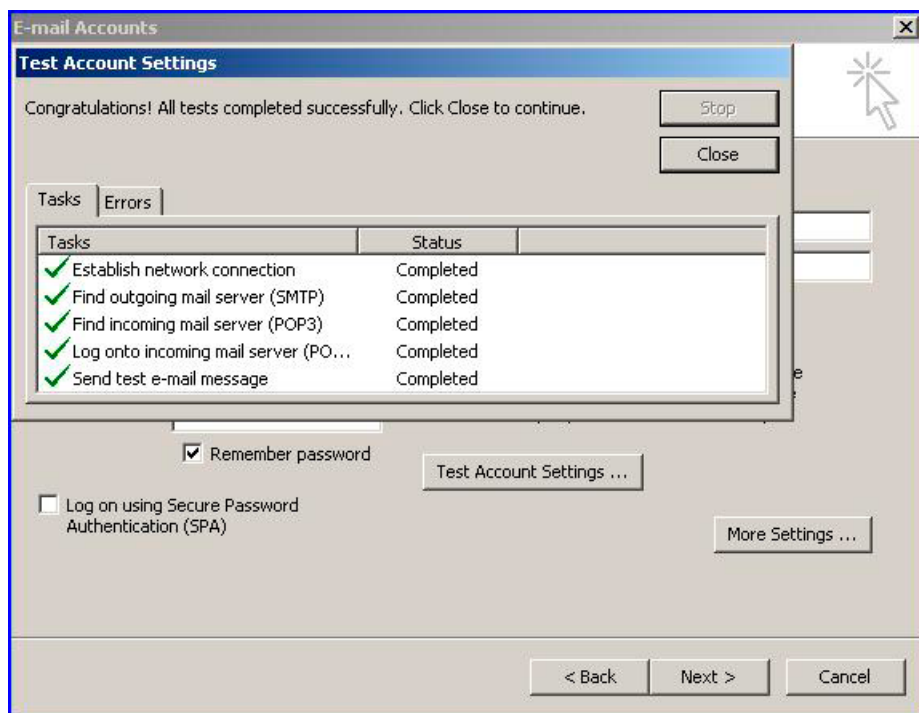 E-mail Accounts
Test Account Settings
Congratulations! All tests completed successfully. Click Close to continue.
Stop
Close
Tasks
Errors
Tasks Status
Establish network connection Completed
Find outgoing mail server (SMTP) Completed
Find incoming mail server (POP3) Completed
Log onto incoming mail server (PO... Completed
Send test e-mail message Completed
Remember password
Test Account Settings ...
Log on using Secure Password
Authentication (SPA)
More Settings ...
< Back
Next >
Cancel